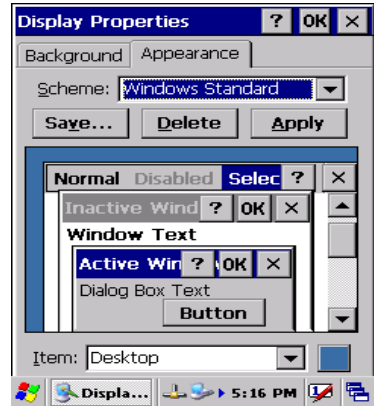 Display Properties ? OK ×
Background Appearance
Scheme: Windows Standard
Save... Delete Apply
Normal Disabled Selec ? ×
Inactive Wind ? OK ×
Window Text
Active Win ? OK ×
Dialog Box Text
Button
Item: Desktop
Displa... 5:16 PM